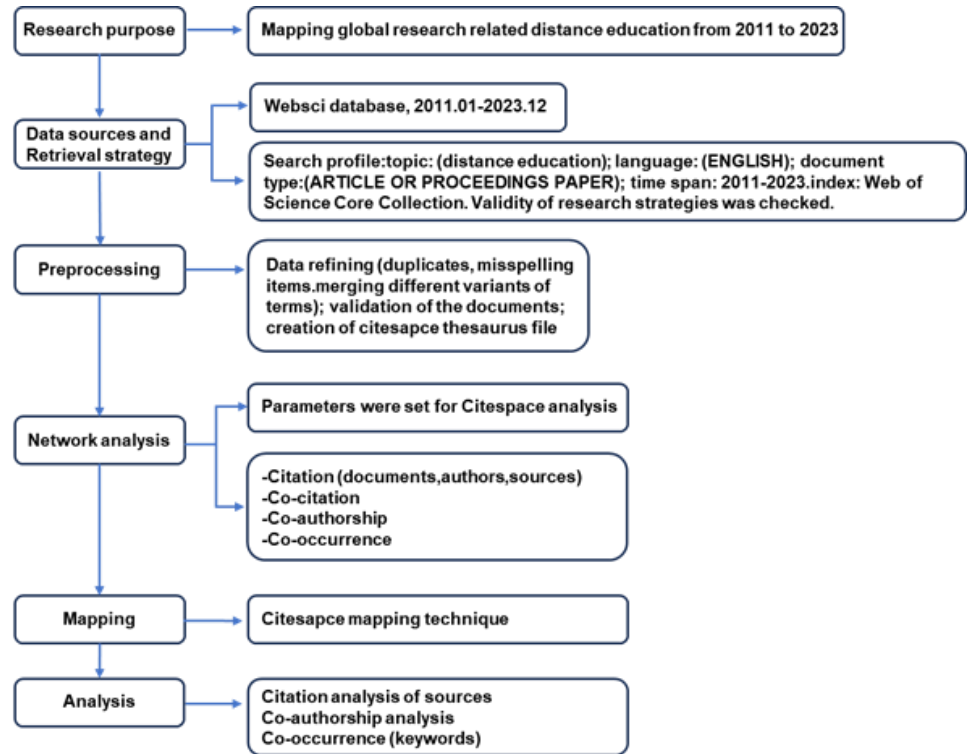 Research purpose
Mapping global research related distance education from 2011 to 2023
Data sources and
Retrieval strategy
Websci database, 2011.01-2023.12
Search profile:topic: (distance education); language: (ENGLISH); document
type:(ARTICLE OR PROCEEDINGS PAPER); time span: 2011-2023.index: Web of
Science Core Collection. Validity of research strategies was checked.
Preprocessing
Data refining (duplicates, misspelling
items.merging different variants of
terms); validation of the documents;
creation of citesapce thesaurus file
Network analysis
Parameters were set for Citespace analysis
-Citation (documents,authors,sources)
-Co-citation
-Co-authorship
-Co-occurrence
Mapping
Citesapce mapping technique
Analysis
Citation analysis of sources
Co-authorship analysis
Co-occurrence (keywords)